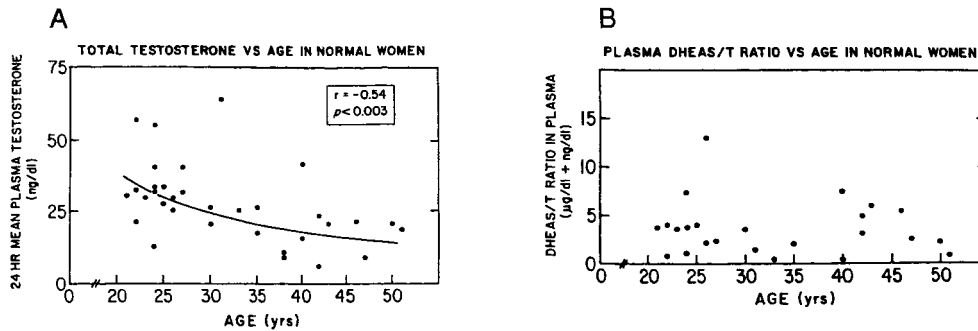 A
TOTAL TESTOSTERONE VS AGE IN NORMAL WOMEN
24 HR MEAN PLASMA TESTOSTERONE
(ng/dl)
75
50
25
0
r = -0.54
p < 0.003
0 20 25 30 35 40 45 50
AGE (yrs)
B
PLASMA DHEAS/T RATIO VS AGE IN NORMAL WOMEN
DHEAS/T RATIO IN PLASMA
(μg/dl ÷ ng/dl)
15
10
5
0
0 20 25 30 35 40 45 50
AGE (yrs)